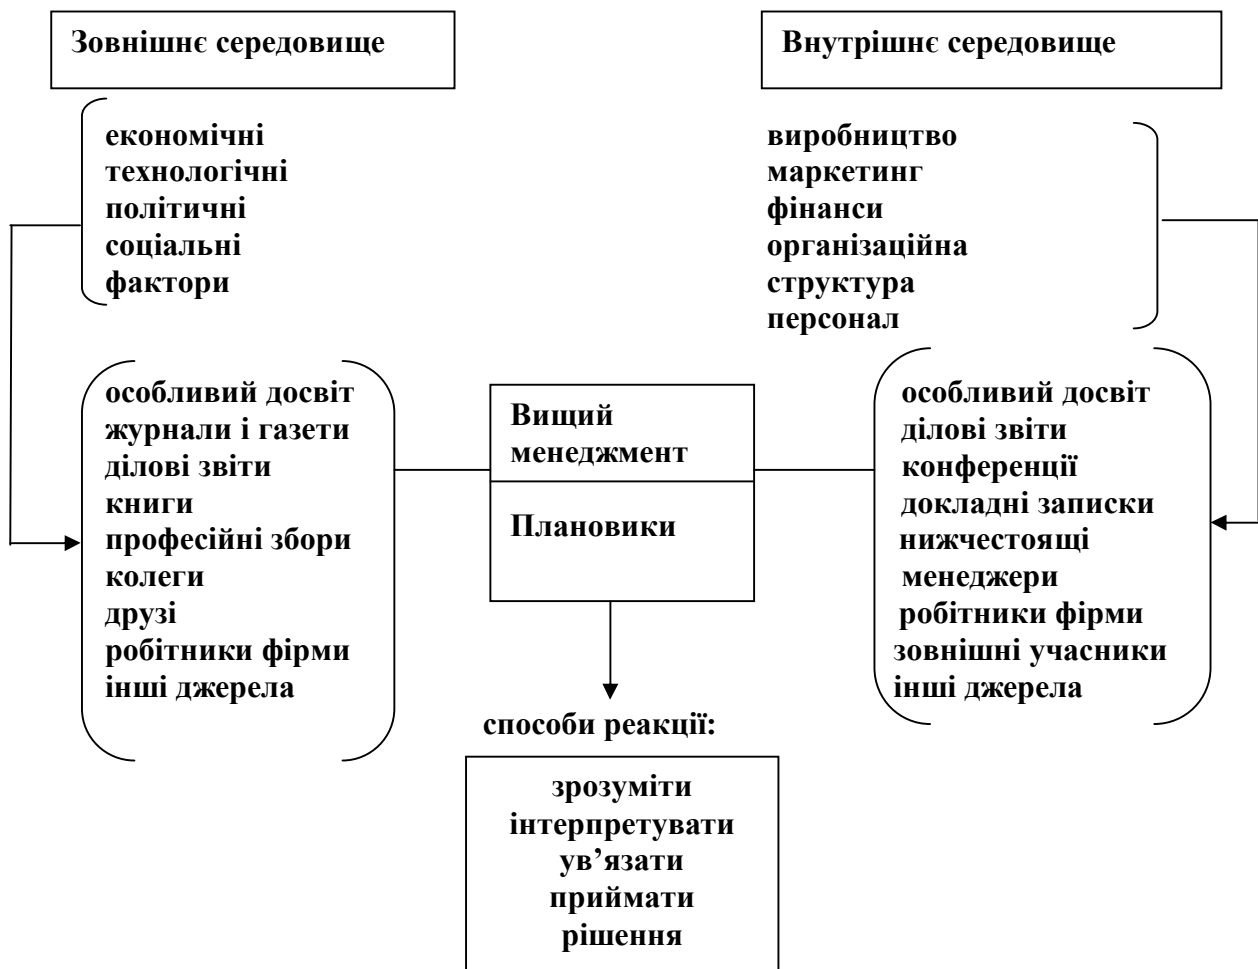 Зовнішнє середовище
Внутрішнє середовище
економічні
технологічні
політичні
соціальні
фактори
виробництво
маркетинг
фінанси
організаційна
структура
персонал
особливий досвіт
журнали і газети
ділові звіти
книги
професійні збори
колеги
друзі
робітники фірми
інші джерела
Вищий
менеджмент
Плановики
особливий досвіт
ділові звіти
конференції
докладні записки
нижчестоящі
менеджери
робітники фірми
зовнішні учасники
інші джерела
способи реакції:
зрозуміти
інтерпретувати
ув’язати
приймати
рішення